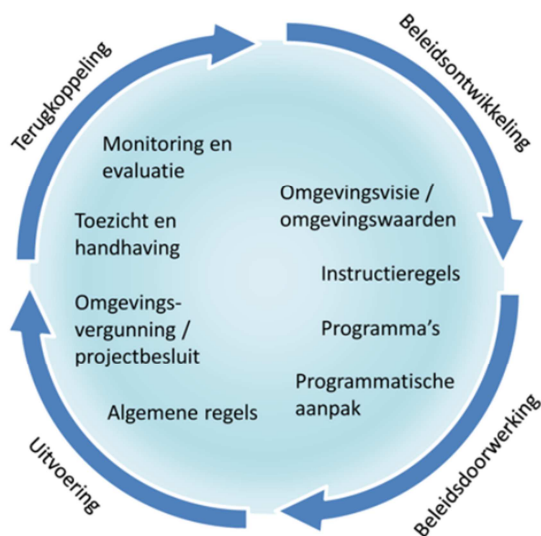 Terugkoppeling
Beleidsontwikkeling
Monitoring en
evaluatie
Omgevingsvisie /
omgevingswaarden
Toezicht en
handhaving
Instructieregels
Omgevings-
vergunning /
projectbesluit
Programma's
Programmatische
aanpak
Algemene regels
Uitvoering
Beleidsdoorwerking